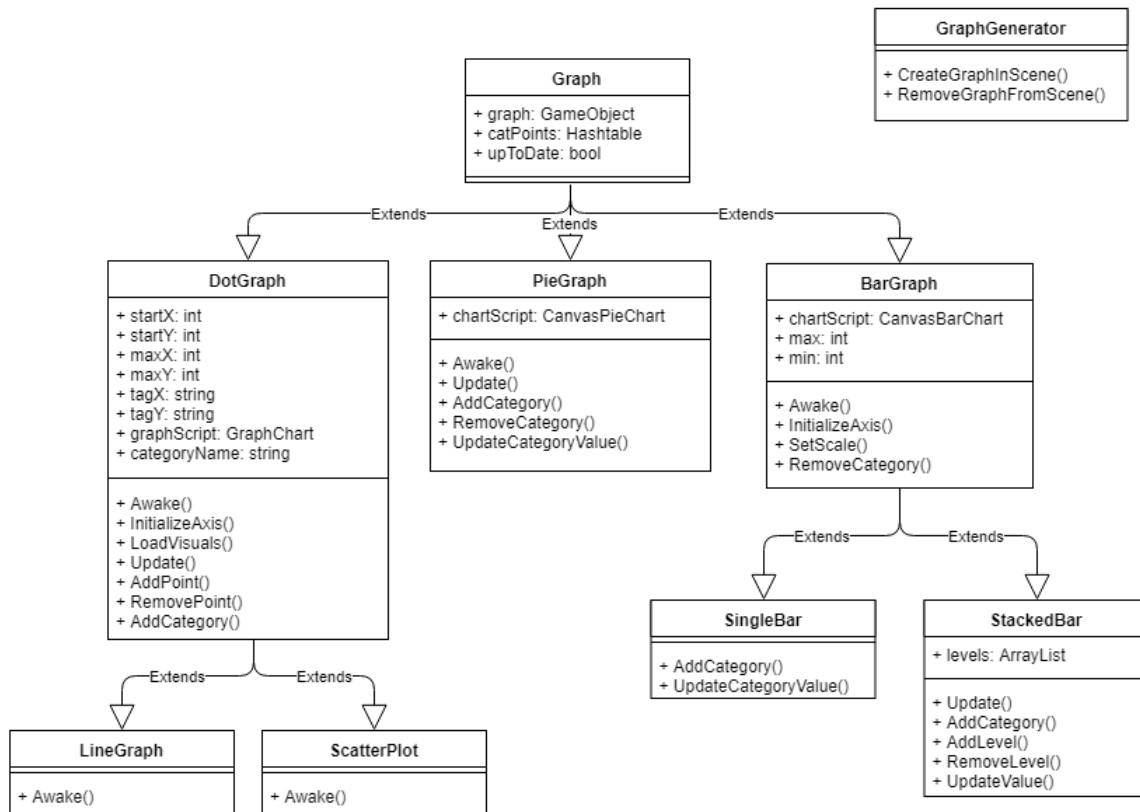 GraphGenerator
+ CreateGraphInScene()
+ RemoveGraphFromScene()
Graph
+ graph: GameObject
+ catPoints: Hashtable
+ upToDate: bool
Extends
Extends
Extends
DotGraph
+ startX: int
+ startY: int
+ maxX: int
+ maxY: int
+ tagX: string
+ tagY: string
+ graphScript: GraphChart
+ categoryName: string
+ Awake()
+ InitializeAxis()
+ LoadVisuals()
+ Update()
+ AddPoint()
+ RemovePoint()
+ AddCategory()
PieGraph
+ chartScript: CanvasPieChart
+ Awake()
+ Update()
+ AddCategory()
+ RemoveCategory()
+ UpdateCategoryValue()
BarGraph
+ chartScript: CanvasBarChart
+ max: int
+ min: int
+ Awake()
+ InitializeAxis()
+ SetScale()
+ RemoveCategory()
Extends
Extends
SingleBar
+ AddCategory()
+ UpdateCategoryValue()
StackedBar
+ levels: ArrayList
+ Update()
+ AddCategory()
+ AddLevel()
+ RemoveLevel()
+ UpdateValue()
Extends
Extends
LineGraph
+ Awake()
ScatterPlot
+ Awake()